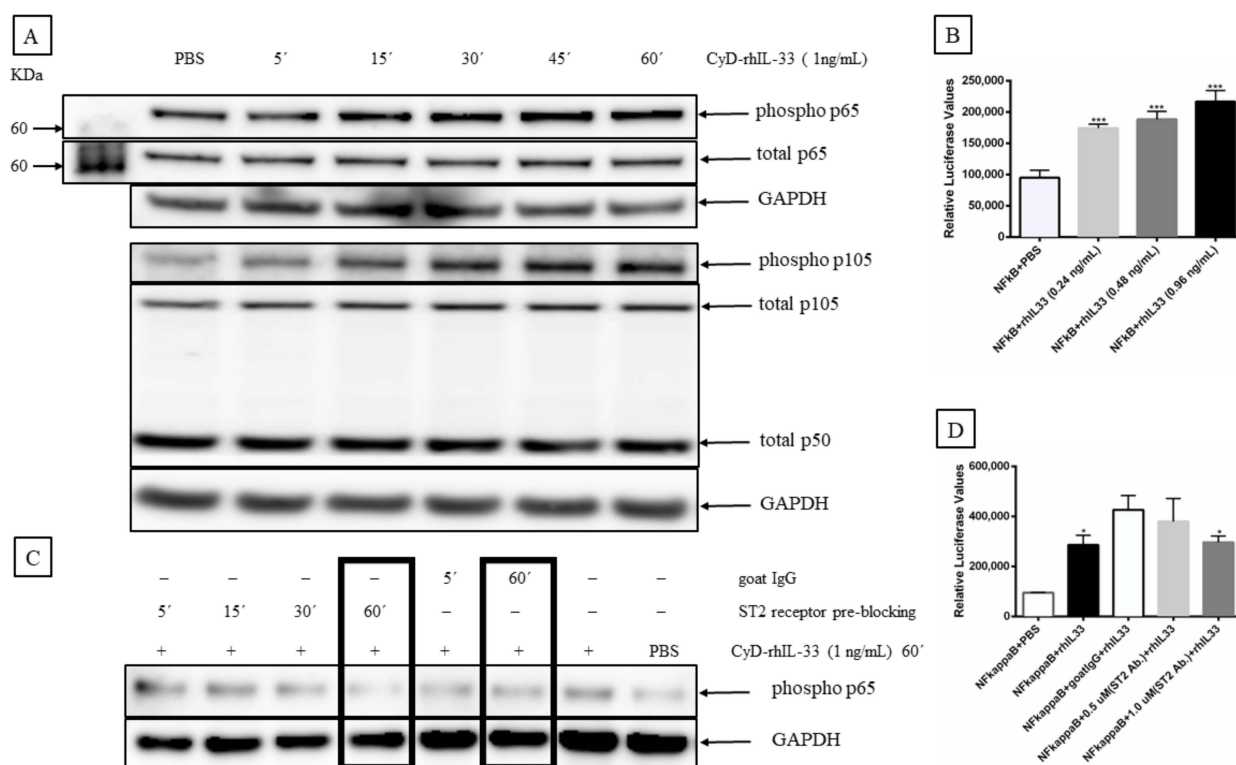 A
PBS 5´ 15´ 30´ 45´ 60´ CyD-rhIL-33 ( 1ng/mL)
KDa
60
phospho p65
60
total p65
GAPDH
phospho p105
total p105
total p50
GAPDH
B
Relative Luciferase Values
250,000
200,000
150,000
100,000
50,000
0
*** *** ***
NFkB+PBS
NFkB+rhIL33 (0.24 ng/mL)
NFkB+rhIL33 (0.48 ng/mL)
NFkB+rhIL33 (0.96 ng/mL)
C
– – – – 5´ 60´ – – goat IgG
5´ 15´ 30´ 60´ – – – – ST2 receptor pre-blocking
+ + + + + + + PBS CyD-rhIL-33 (1 ng/mL) 60´
phospho p65
GAPDH
D
Relative Luciferase Values
600,000
400,000
200,000
0
* *
NFkappaB+PBS
NFkappaB+rhIL33
NFkappaB+goatIgG+rhIL33
NFkappaB+0.5 uM(ST2 Ab.)+rhIL33
NFkappaB+1.0 uM(ST2 Ab.)+rhIL33